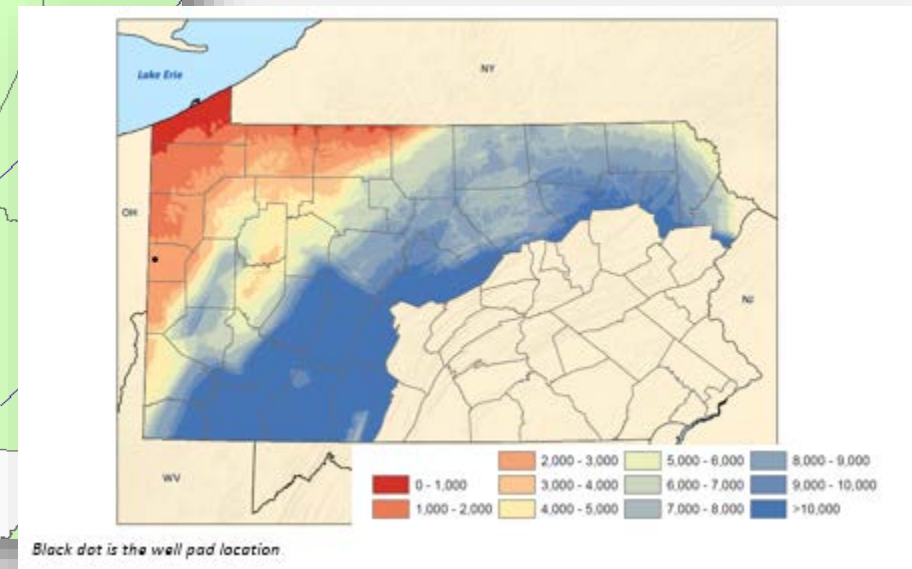 Lake Erie
NY
OH
NJ
WV
0 - 1,000
1,000 - 2,000
2,000 - 3,000
3,000 - 4,000
4,000 - 5,000
5,000 - 6,000
6,000 - 7,000
7,000 - 8,000
8,000 - 9,000
9,000 - 10,000
>10,000
Black dot is the well pad location